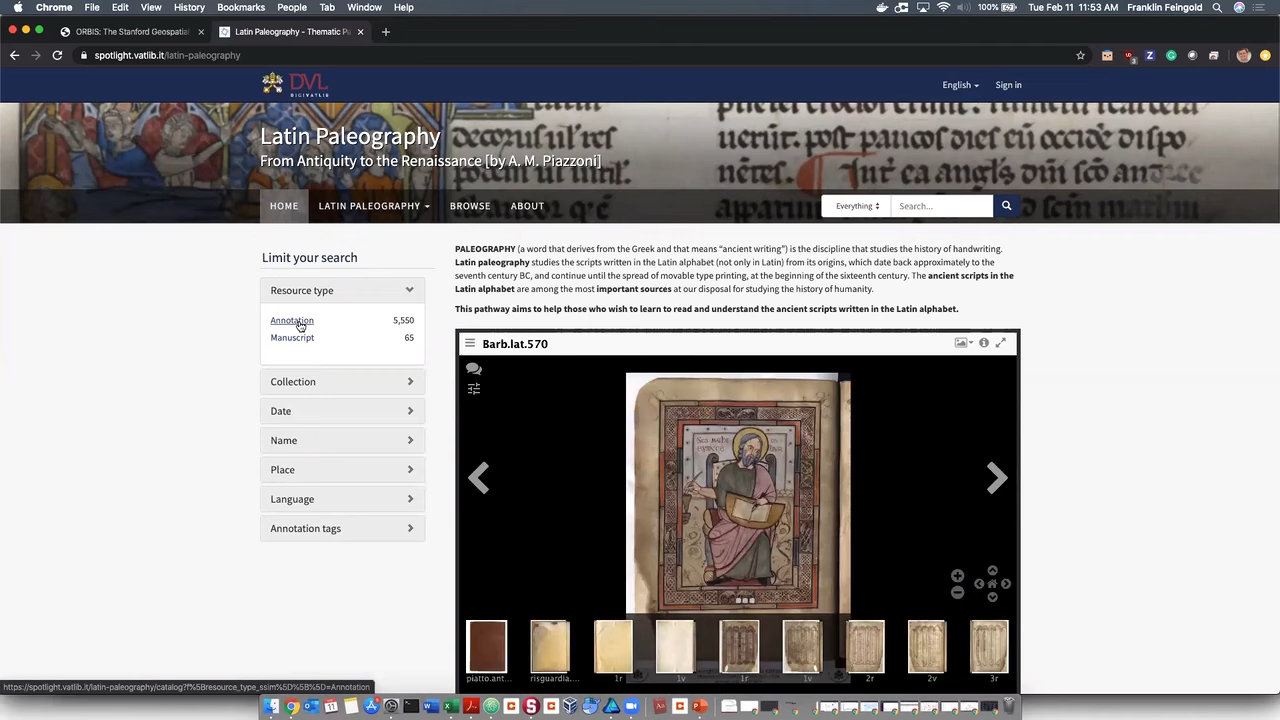 Chrome File Edit View History Bookmarks People Tab Window Help
100% Tue Feb 11 11:53 AM Franklin Feingold
ORBIS: The Stanford Geospatial
Latin Paleography - Thematic Pa
spotlight.vatlib.it/latin-paleography
DVL
DIGIVATLIB
English
Sign in
Latin Paleography
From Antiquity to the Renaissance [by A. M. Piazzoni]
HOME LATIN PALEOGRAPHY BROWSE ABOUT
Everything
Search...
Limit your search
Resource type
Annotation 5,550
Manuscript 65
Collection
Date
Name
Place
Language
Annotation tags
PALEOGRAPHY (a word that derives from the Greek and that means “ancient writing”) is the discipline that studies the history of handwriting.
Latin paleography studies the scripts written in the Latin alphabet (not only in Latin) from its origins, which date back approximately to the
seventh century BC, and continue until the spread of movable type printing, at the beginning of the sixteenth century. The ancient scripts in the
Latin alphabet are among the most important sources at our disposal for studying the history of humanity.
This pathway aims to help those who wish to learn to read and understand the ancient scripts written in the Latin alphabet.
Barb.lat.570
piatto.ant... risguardia.... 1r 1v 1r 1v 2r 2v 3r
https://spotlight.vatlib.it/latin-paleography/catalog?f%5Bresource_type_ssim%5D%5B%5D=Annotation